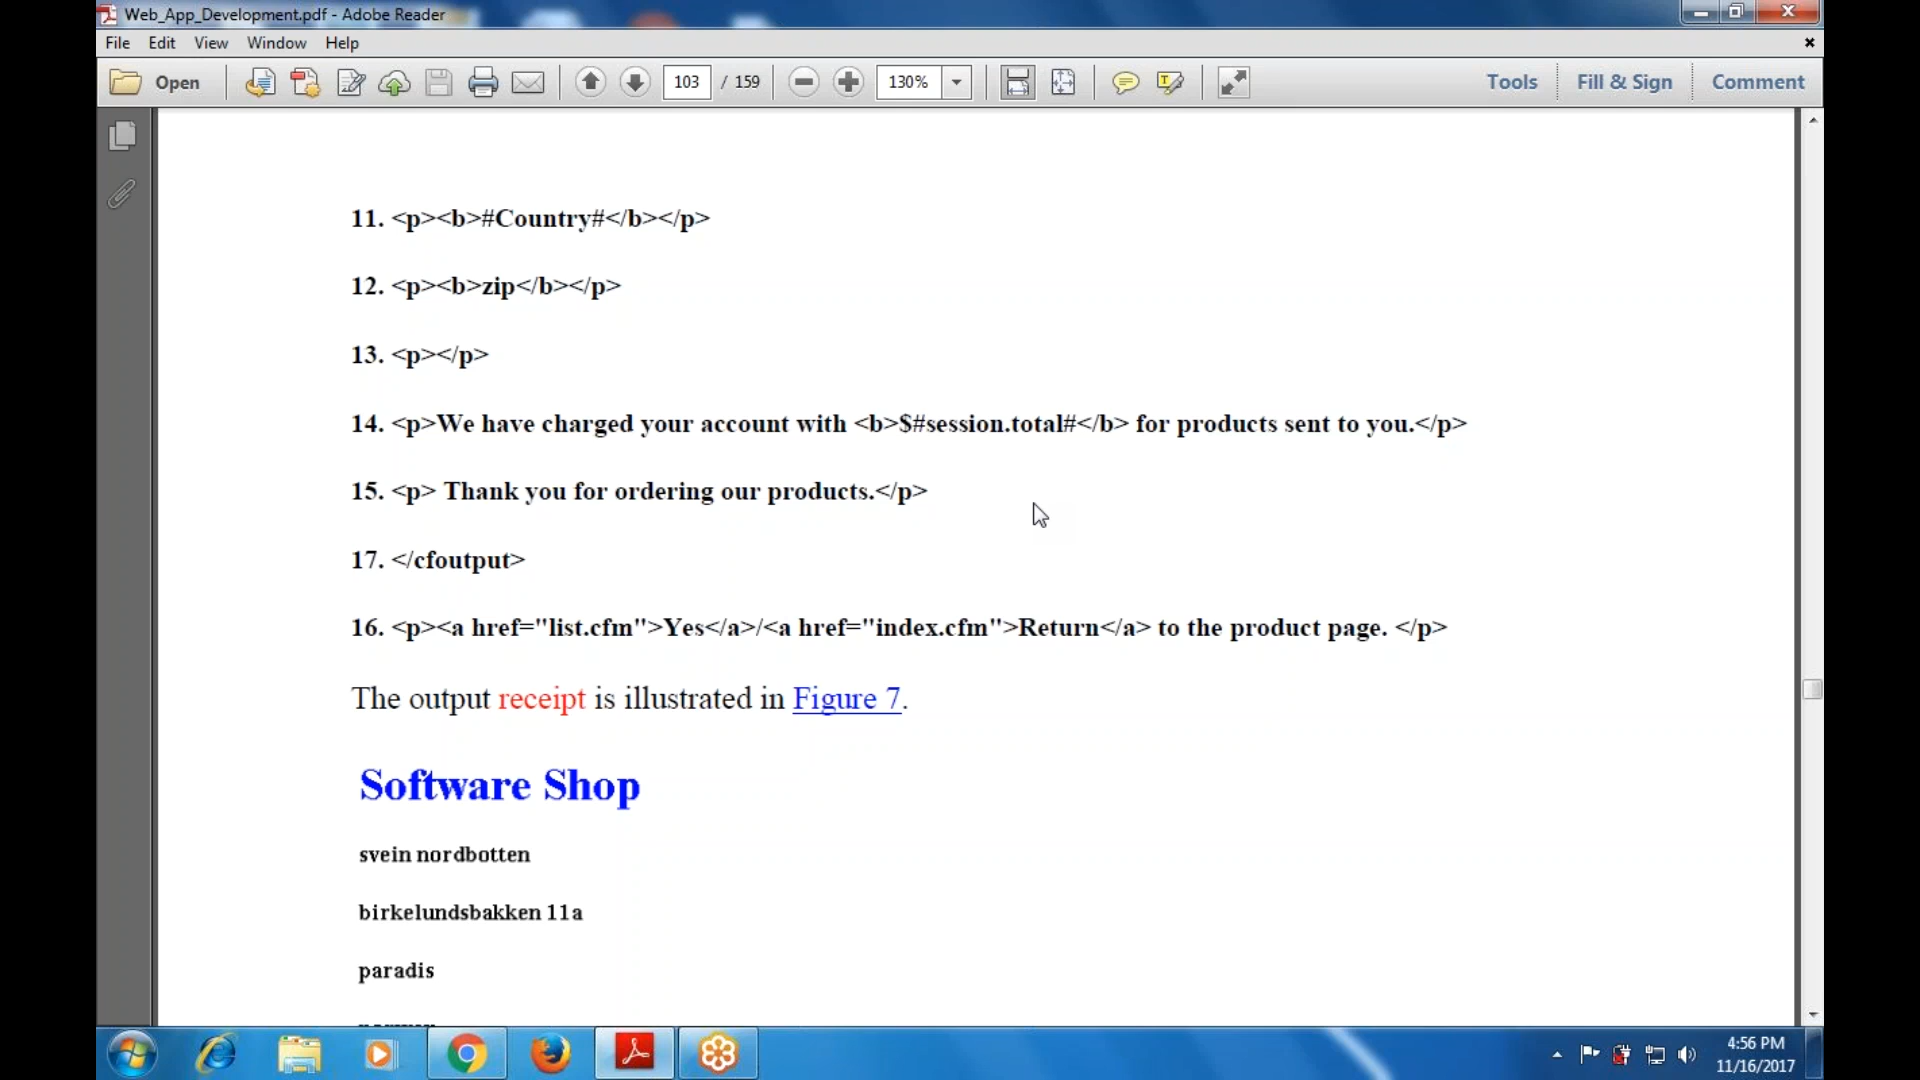 Web_App_Development.pdf - Adobe Reader
File Edit View Window Help
Open 103 / 159 130% Tools Fill & Sign Comment
11. <p><b>#Country#</b></p>
12. <p><b>zip</b></p>
13. <p></p>
14. <p>We have charged your account with <b>$#session.total#</b> for products sent to you.</p>
15. <p> Thank you for ordering our products.</p>
17. </cfoutput>
16. <p><a href="list.cfm">Yes</a>/<a href="index.cfm">Return</a> to the product page. </p>
The output receipt is illustrated in Figure 7.
Software Shop
svein nordbotten
birkelundsbakken 11a
paradis
4:56 PM
11/16/2017